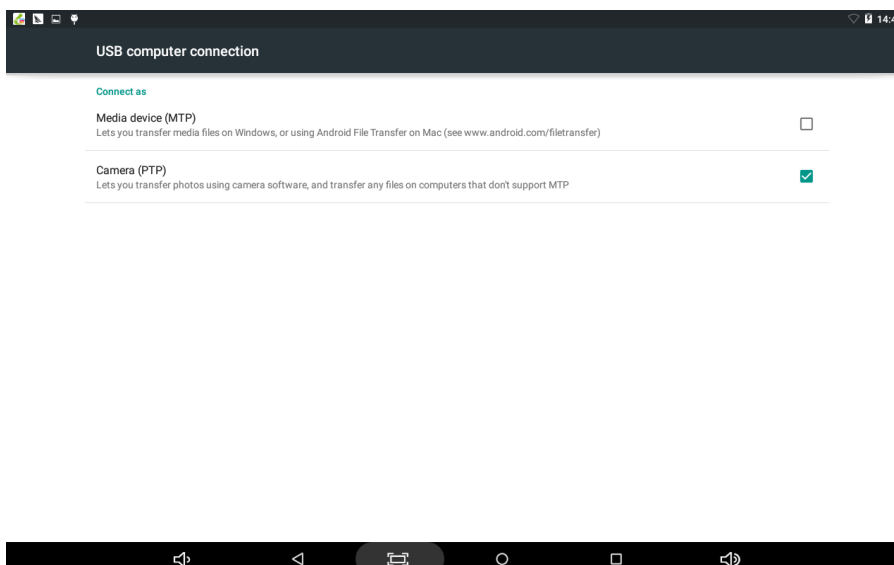 USB computer connection
Connect as
Media device (MTP)
Lets you transfer media files on Windows, or using Android File Transfer on Mac (see www.android.com/filetransfer)
Camera (PTP)
Lets you transfer photos using camera software, and transfer any files on computers that don't support MTP